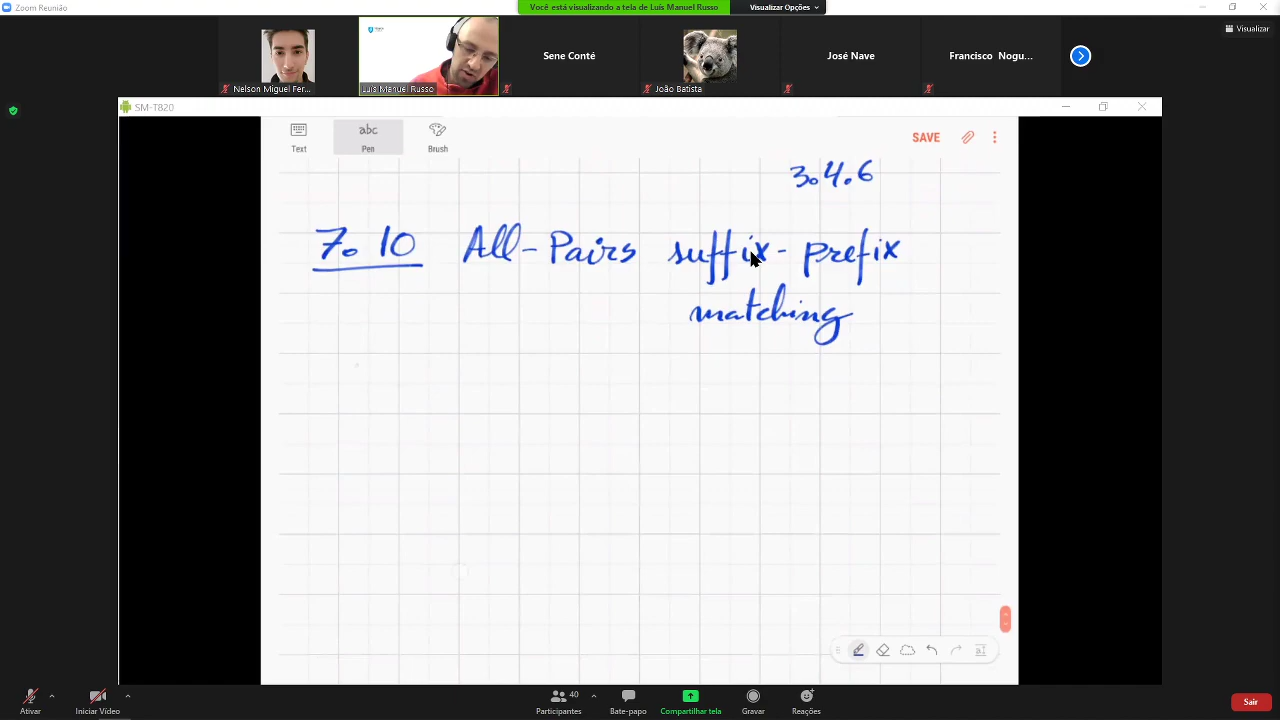 Zoom Reunião
Você está visualizando a tela de Luís Manuel Russo
Visualizar Opções
Visualizar
Nelson Miguel Fer...
Luís Manuel Russo
Sene Conté
João Batista
José Nave
Francisco Nogu...
SM-T820
Text
abc
Pen
Brush
SAVE
3.4.6
7.10 All-Pairs suffix-prefix
matching
Ativar
Iniciar Vídeo
40
Participantes
Bate-papo
Compartilhar tela
Gravar
Reações
Sair